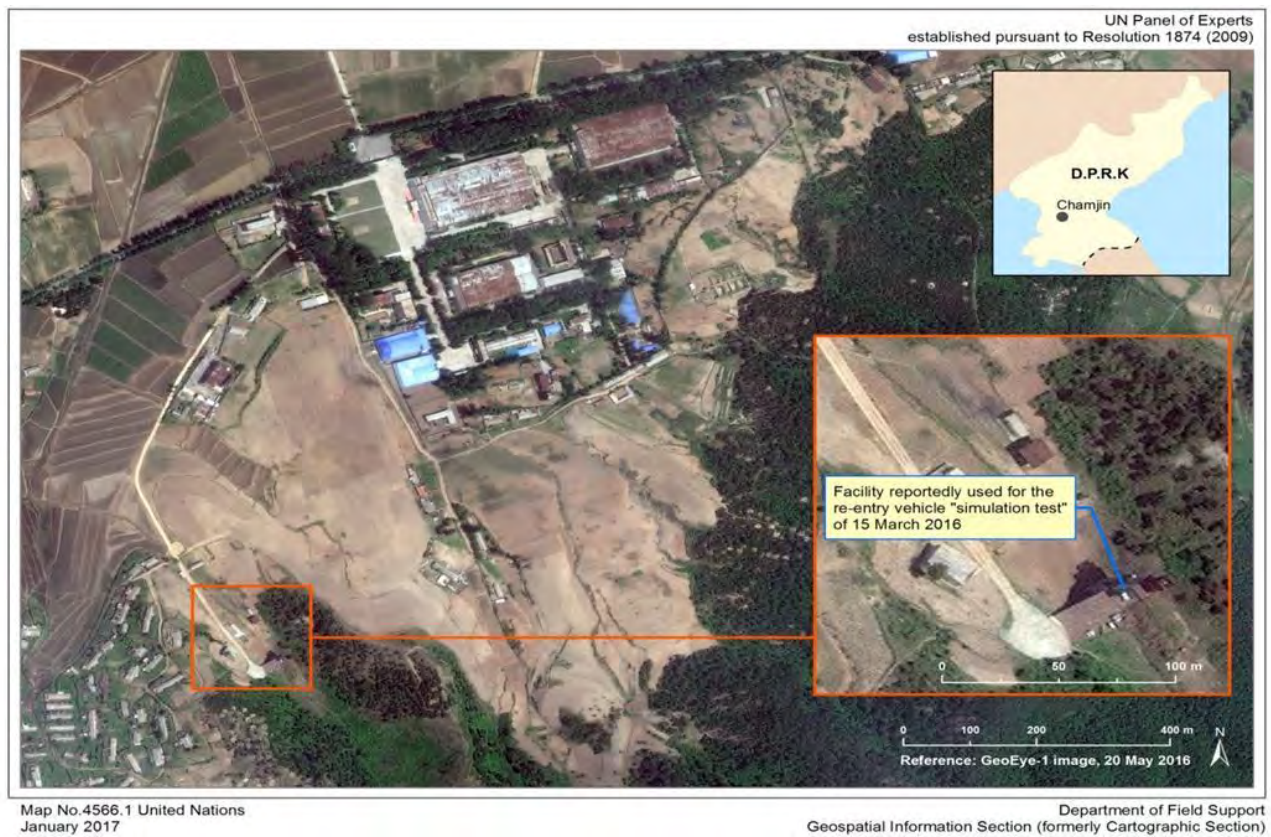 UN Panel of Experts
established pursuant to Resolution 1874 (2009)
D.P.R.K
Chamjin
Facility reportedly used for the
re-entry vehicle "simulation test"
of 15 March 2016
0 50 100 m
0 100 200 400 m N
Reference: GeoEye-1 image, 20 May 2016
Map No.4566.1 United Nations
January 2017
Department of Field Support
Geospatial Information Section (formerly Cartographic Section)